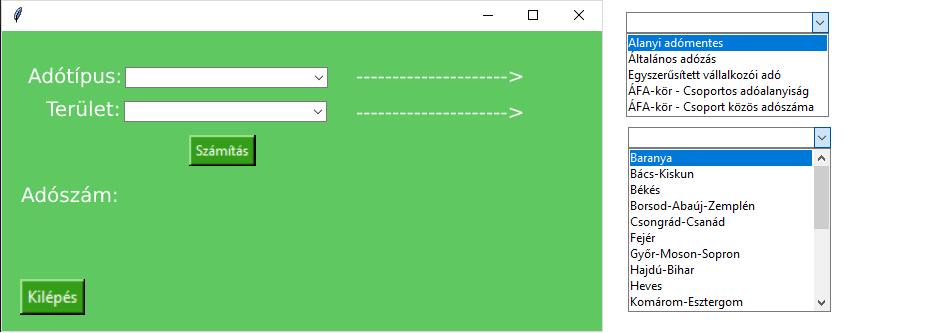 Adótípus: -------------------->
Terület: -------------------->
Számítás
Adószám:
Kilépés
Alanyi adómentes
Általános adózás
Egyszerűsített vállalkozói adó
ÁFA-kör - Csoportos adóalanyiság
ÁFA-kör - Csoport közös adószáma
Baranya
Bács-Kiskun
Békés
Borsod-Abaúj-Zemplén
Csongrád-Csanád
Fejér
Győr-Moson-Sopron
Hajdú-Bihar
Heves
Komárom-Esztergom